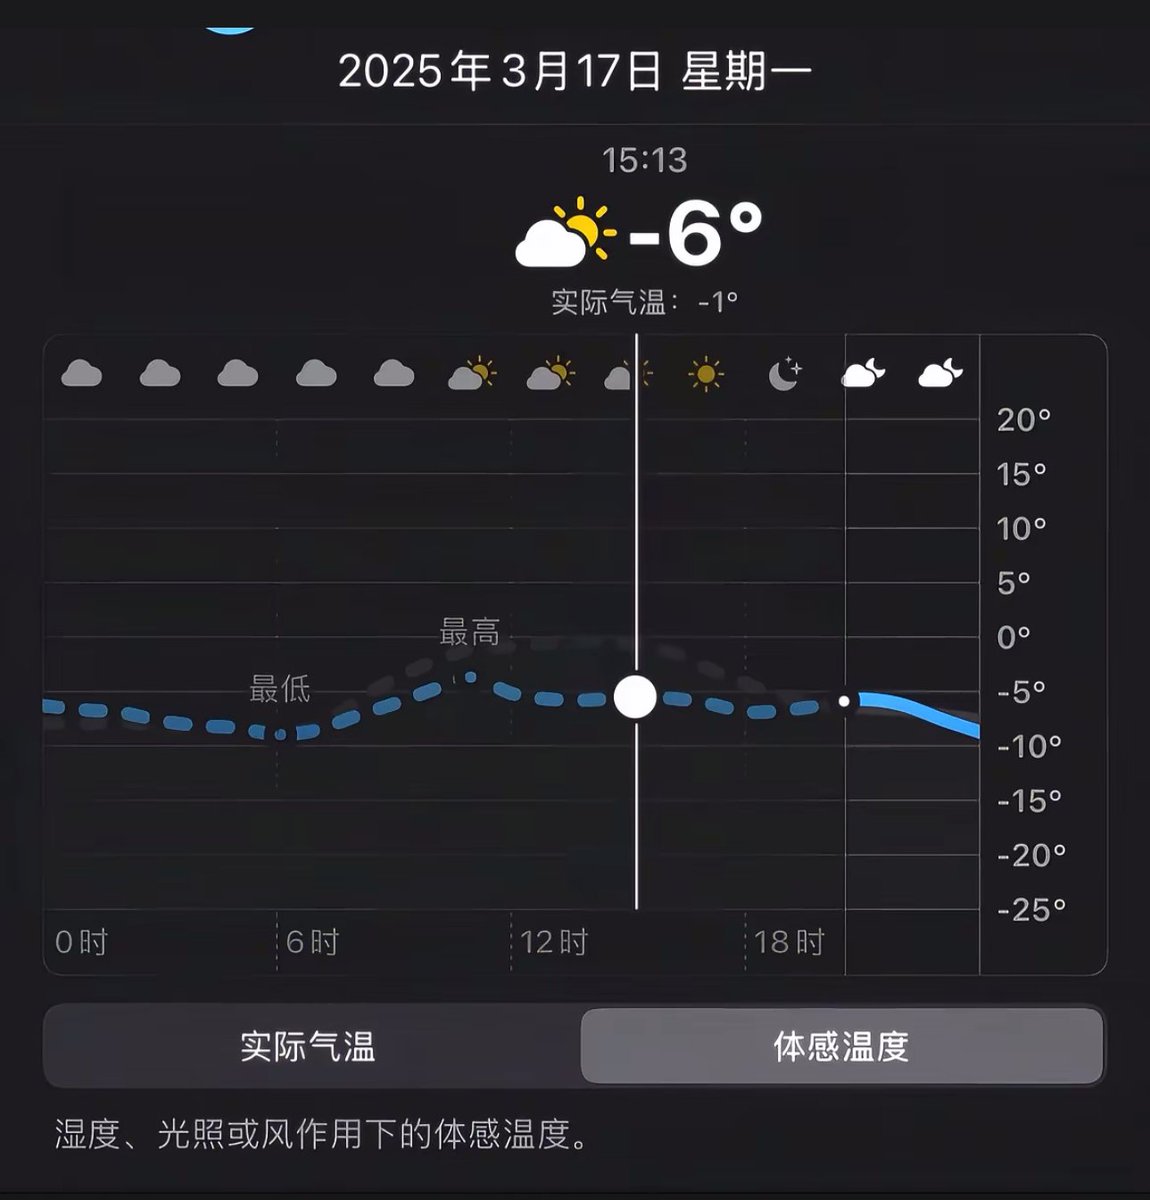 2025年3月17日 星期一
15:13
-6°
实际气温：-1°
20°
15°
10°
5°
最高
0°
最低
-5°
-10°
-15°
-20°
-25°
0时 6时 12时 18时
实际气温 体感温度
湿度、光照或风作用下的体感温度。